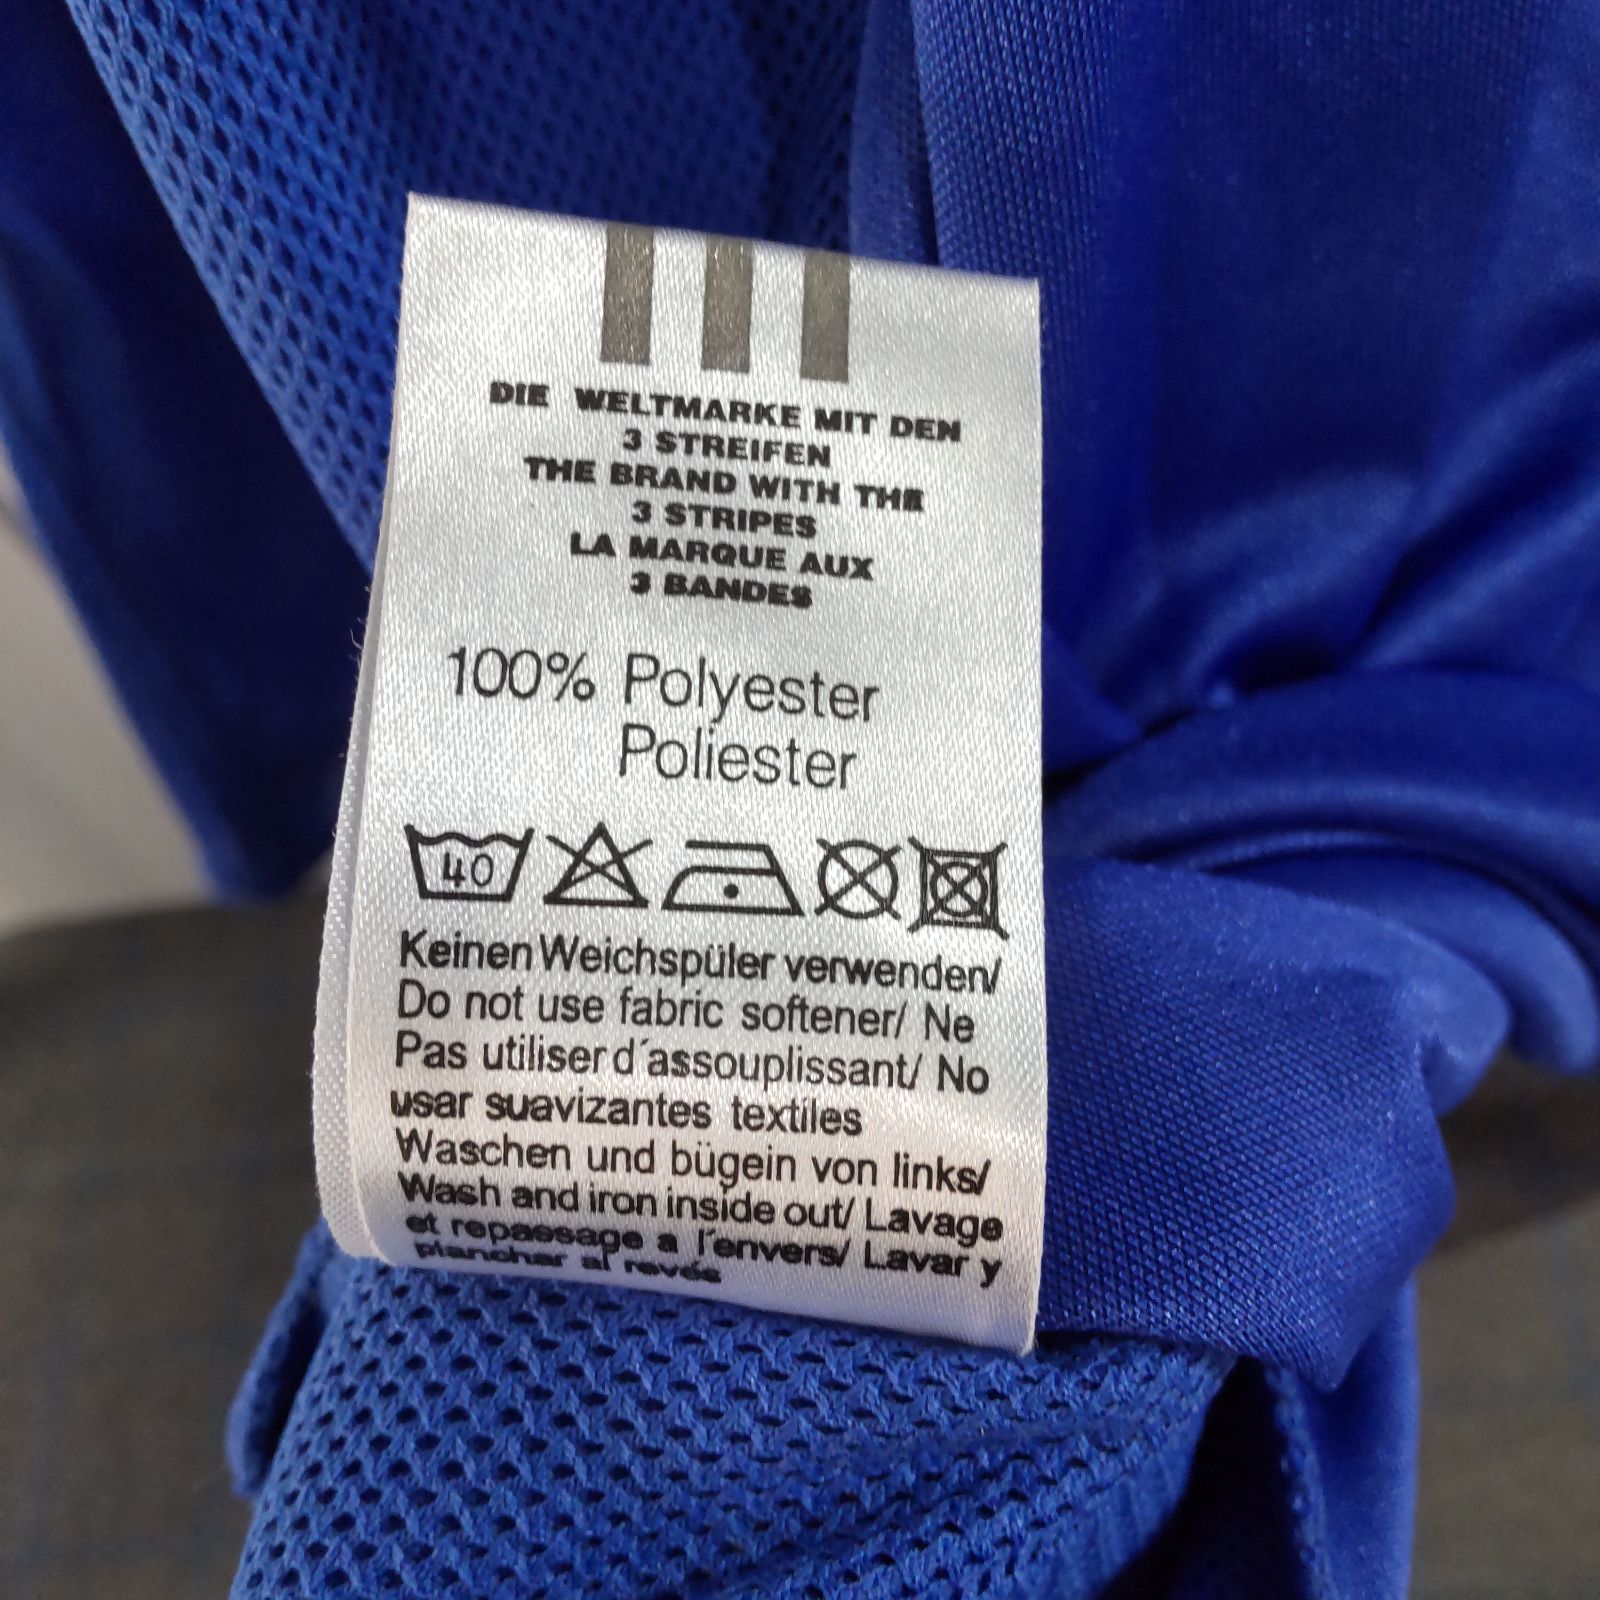 DIE WELTMARKE MIT DEN
3 STREIFEN
THE BRAND WITH THE
3 STRIPES
LA MARQUE AUX
3 BANDES
100% Polyester
Poliester
40
Keinen Weichspüler verwenden/
Do not use fabric softener/ Ne
Pas utiliser d´assouplissant/ No
usar suavizantes textiles
Waschen und bügein von links/
Wash and iron inside out/ Lavage
et repassage a l´envers/ Lavar y
planchar al revés